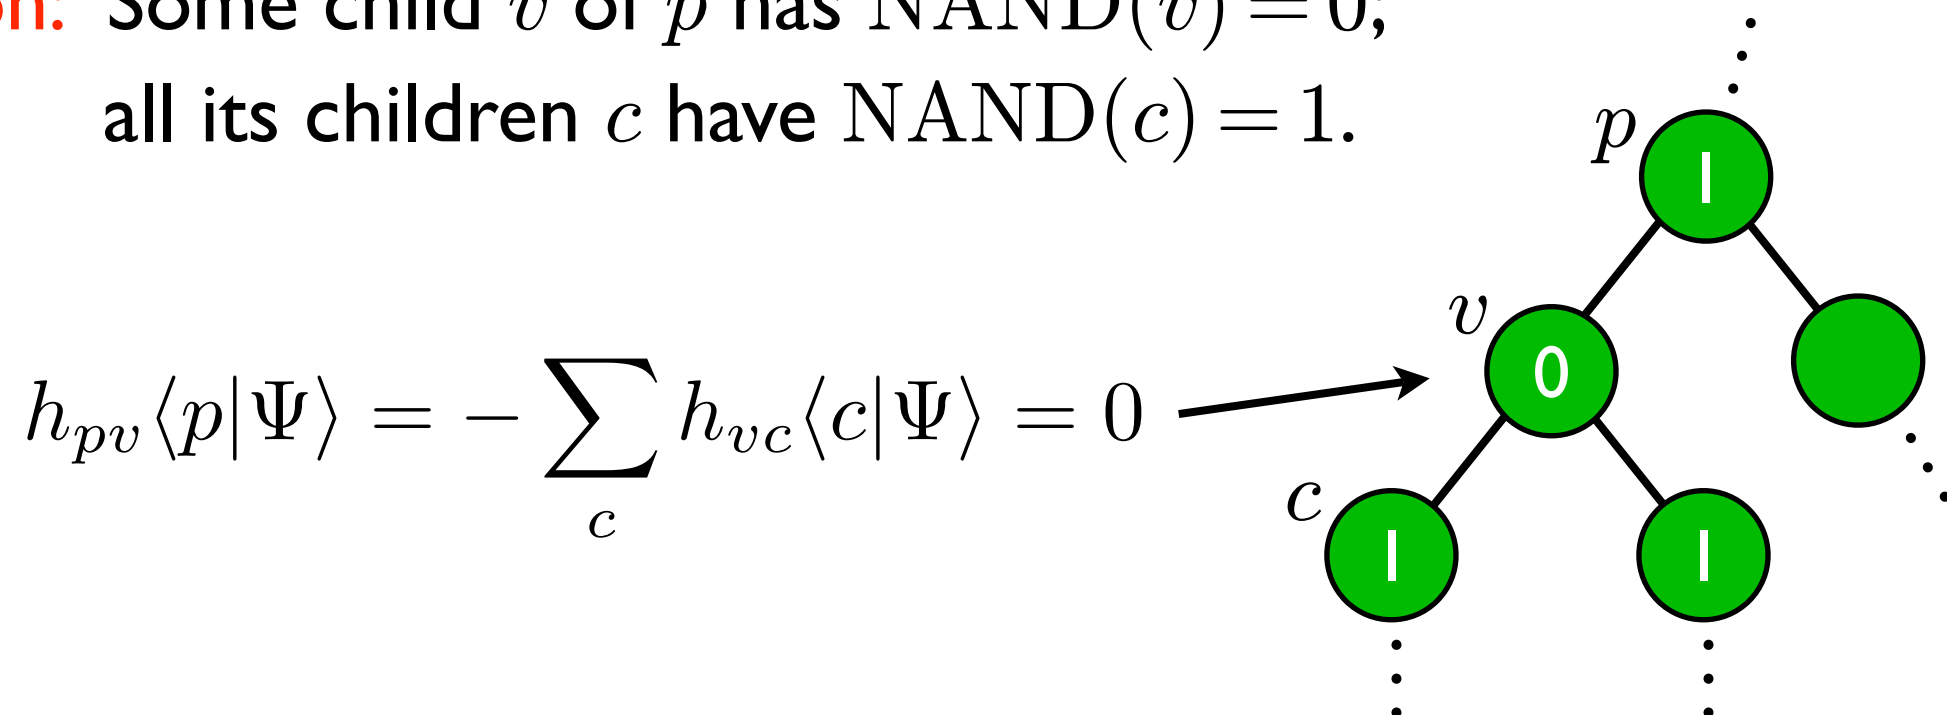 on: Some child v of p has NAND(v) = 0;
all its children c have NAND(c) = 1.
p
1
v
0
h_{pv}⟨p|Ψ⟩ = − ∑_c h_{vc}⟨c|Ψ⟩ = 0
c
1 1